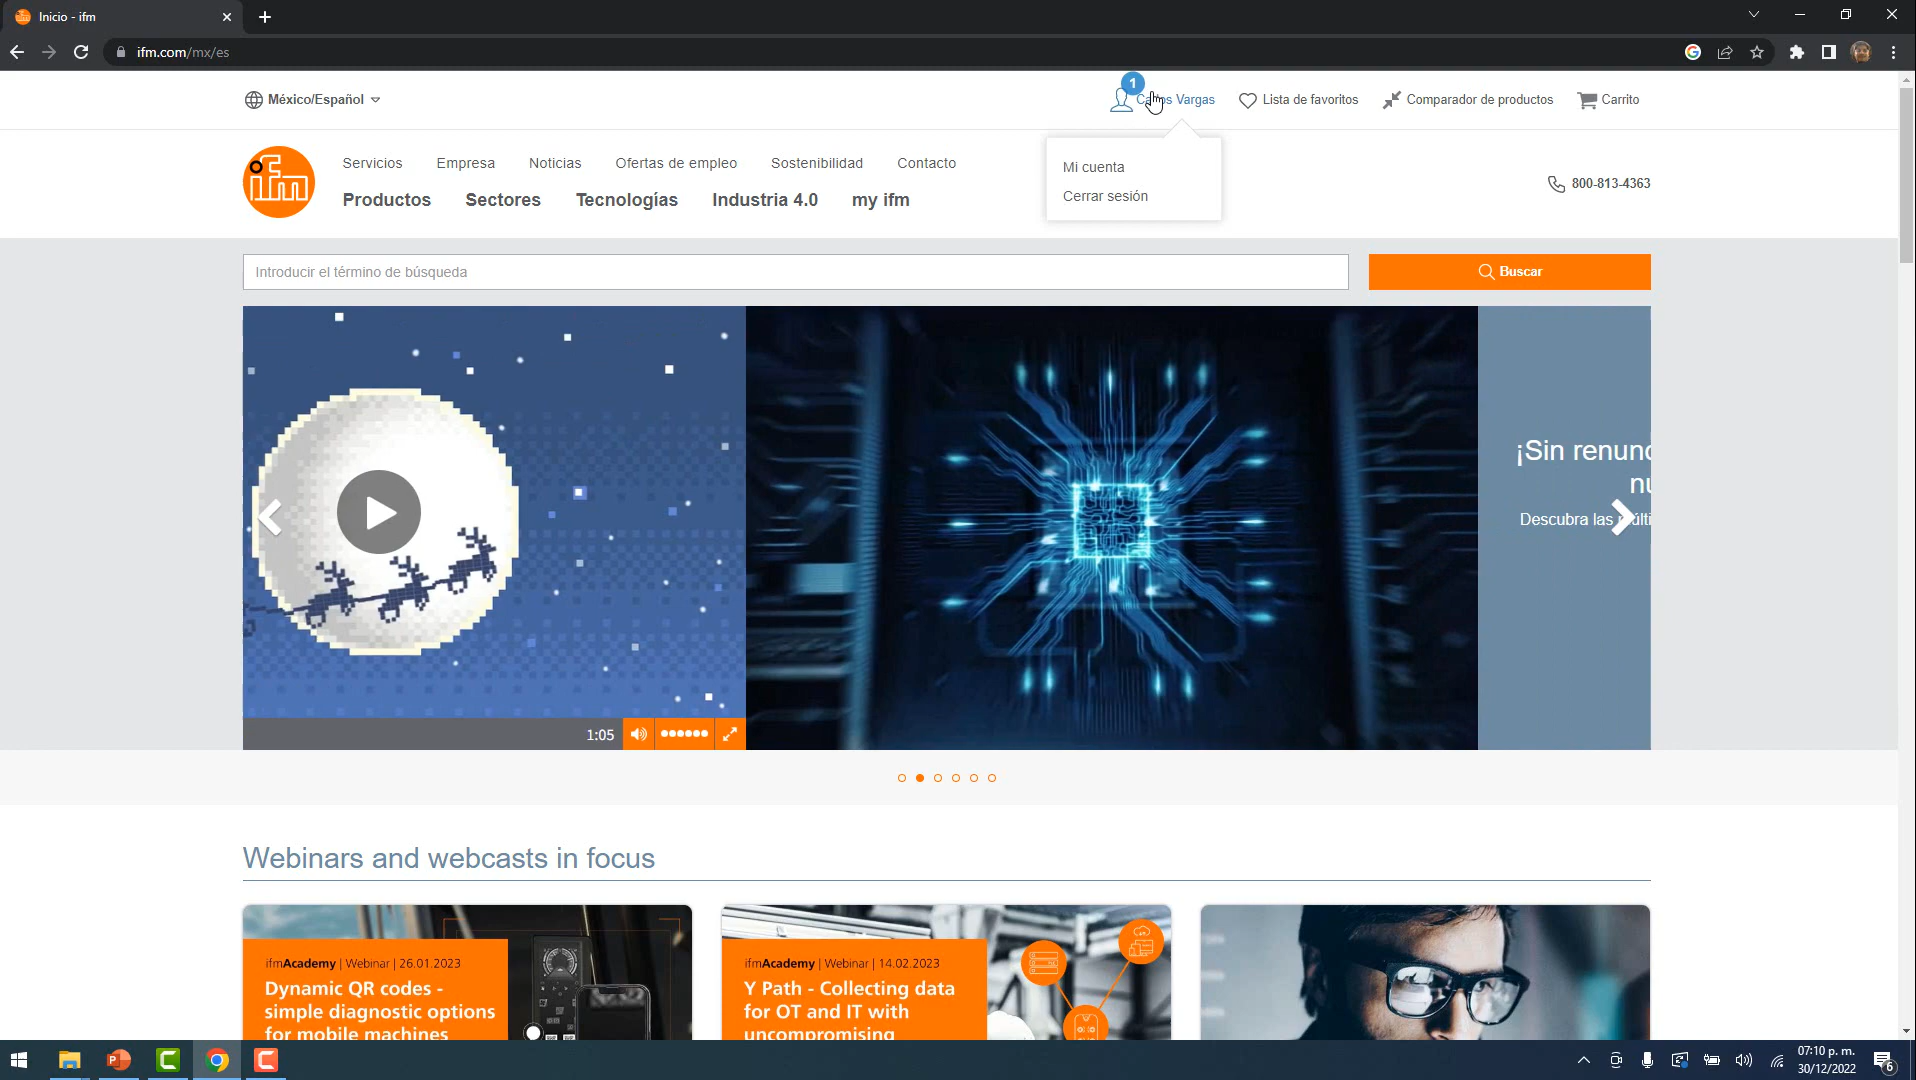 Inicio - ifm
ifm.com/mx/es
México/Español
1
Vargas
Lista de favoritos
Comparador de productos
Carrito
Mi cuenta
Cerrar sesión
ifm
Servicios
Empresa
Noticias
Ofertas de empleo
Sostenibilidad
Contacto
Productos
Sectores
Tecnologías
Industria 4.0
my ifm
800-813-4363
Introducir el término de búsqueda
Buscar
¡Sin renunc
nu
Descubra las
1:05
Webinars and webcasts in focus
ifmAcademy | Webinar | 26.01.2023
Dynamic QR codes -
simple diagnostic options
for mobile machines
ifmAcademy | Webinar | 14.02.2023
Y Path - Collecting data
for OT and IT with
uncompromising
07:10 p. m.
30/12/2022
6